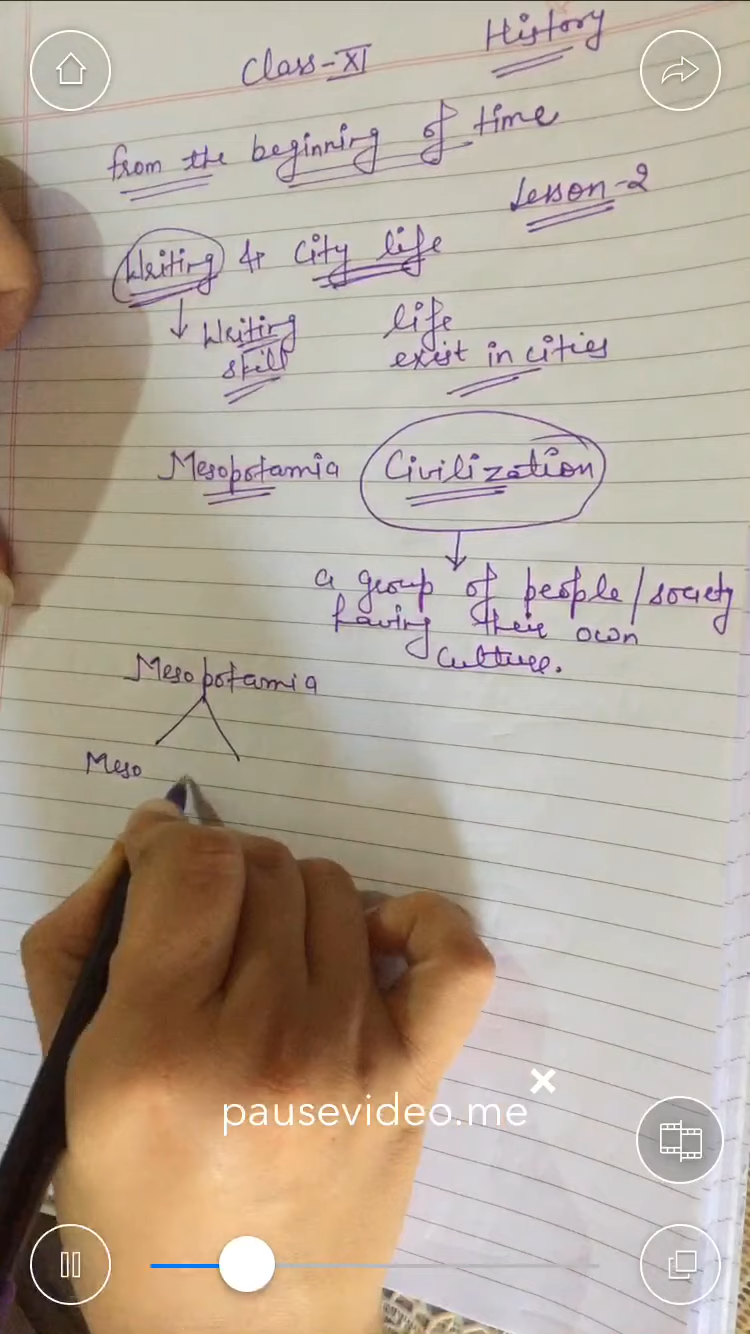 History
Class-XI
from the beginning of time
Lesson-2
Writing & City life
Writing skill
life exist in cities
Mesopotamia Civilization
a group of people/society
having their own
culture.
Mesopotamia
Meso
pausevideo.me